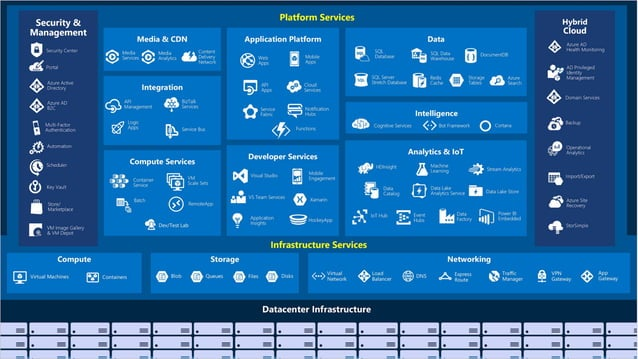 Platform Services
Security &
Management
Security Center
Portal
Azure Active
Directory
Azure AD
B2C
Multi-Factor
Authentication
Automation
Scheduler
Key Vault
Store/
Marketplace
VM Image Gallery
& VM Depot
Media & CDN
Media
Services
Media
Analytics
Content
Delivery
Network
Integration
API
Management
BizTalk
Services
Logic
Apps
Service Bus
Compute Services
Container
Service
VM
Scale Sets
Batch
RemoteApp
Dev/Test Lab
Application Platform
Web
Apps
Mobile
Apps
API
Apps
Cloud
Services
Service
Fabric
Notification
Hubs
Functions
Developer Services
Visual Studio
Mobile
Engagement
VS Team Services
Xamarin
Application
Insights
HockeyApp
Data
SQL
Database
SQL Data
Warehouse
DocumentDB
SQL Server
Stretch Database
Redis
Cache
Storage
Tables
Azure
Search
Intelligence
Cognitive Services
Bot Framework
Cortana
Analytics & IoT
HDInsight
Machine
Learning
Stream Analytics
Data
Catalog
Data Lake
Analytics Service
Data Lake Store
IoT Hub
Event
Hubs
Data
Factory
Power BI
Embedded
Hybrid
Cloud
Azure AD
Health Monitoring
AD Privileged
Identity
Management
Domain Services
Backup
Operational
Analytics
Import/Export
Azure Site
Recovery
StorSimple
Infrastructure Services
Compute
Virtual Machines
Containers
Storage
Blob
Queues
Files
Disks
Networking
Virtual
Network
Load
Balancer
DNS
Express
Route
Traffic
Manager
VPN
Gateway
App
Gateway
Datacenter Infrastructure